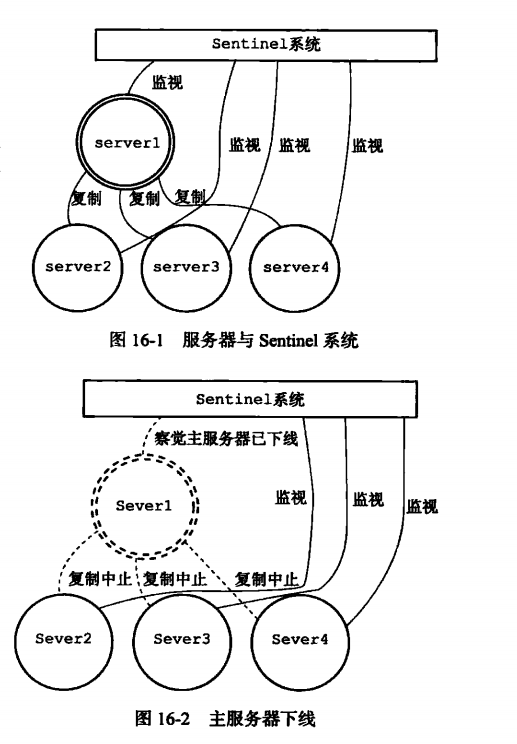 Sentinel系统
监视
server1
监视
监视
监视
复制
复制
复制
server2
server3
server4
图 16-1 服务器与 Sentinel 系统
Sentinel系统
察觉主服务器已下线
Sever1
监视
监视
监视
复制中止
复制中止
复制中止
Sever2
Sever3
Sever4
图 16-2 主服务器下线